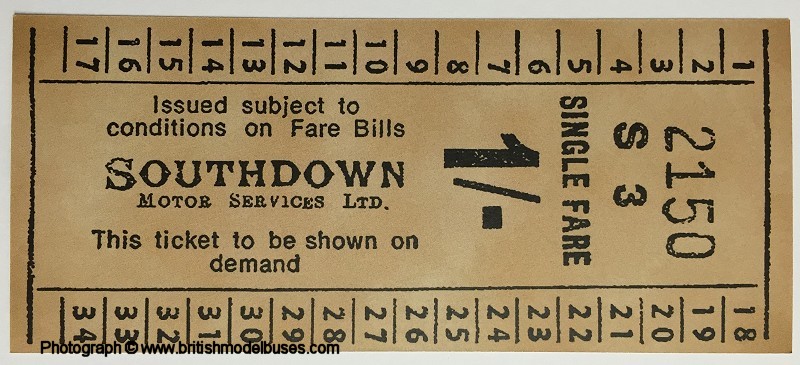 17 16 15 14 13 12 11 10 9 8 7 6 5 4 3 2 1
Issued subject to
conditions on Fare Bills
SOUTHDOWN
MOTOR SERVICES LTD.
This ticket to be shown on
demand
1/-
SINGLE FARE
S 3
2150
34 33 32 31 30 29 28 27 26 25 24 23 22 21 20 19 18
Photograph © www.britishmodelbuses.com